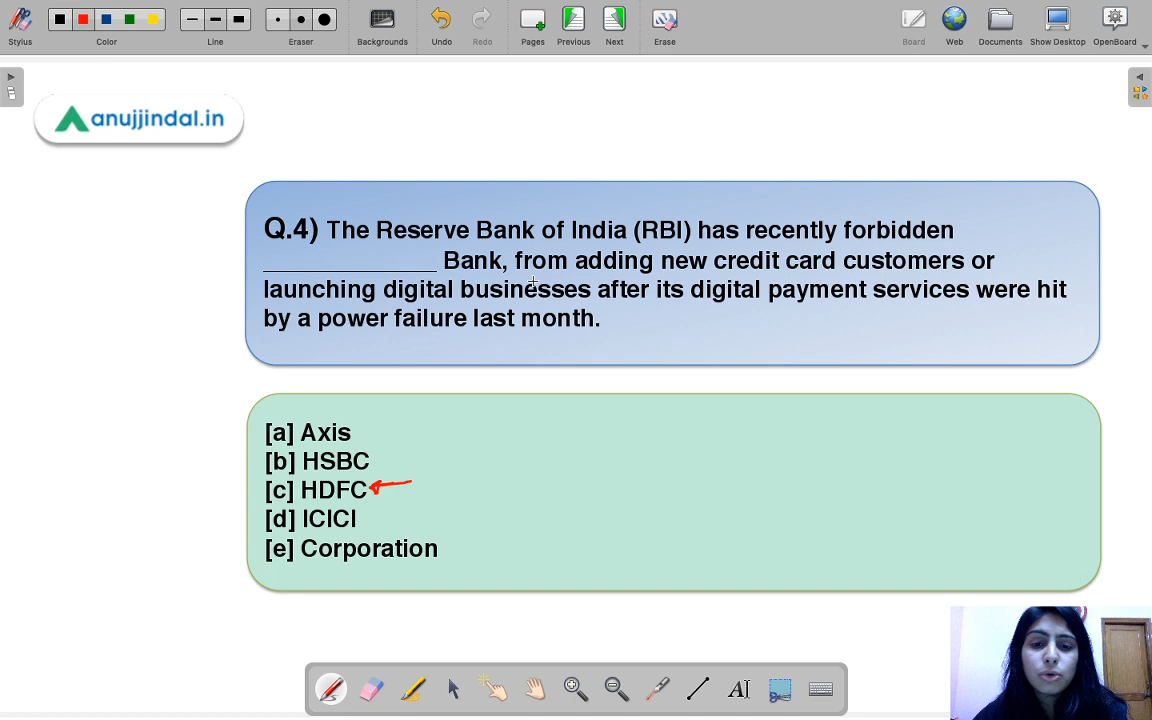 Stylus
Color
Line
Eraser
Backgrounds
Undo
Redo
Pages
Previous
Next
Erase
Board
Web
Documents
Show Desktop
OpenBoard
anujjindal.in
Q.4) The Reserve Bank of India (RBI) has recently forbidden
_____________ Bank, from adding new credit card customers or
launching digital businesses after its digital payment services were hit
by a power failure last month.
[a] Axis
[b] HSBC
[c] HDFC
[d] ICICI
[e] Corporation